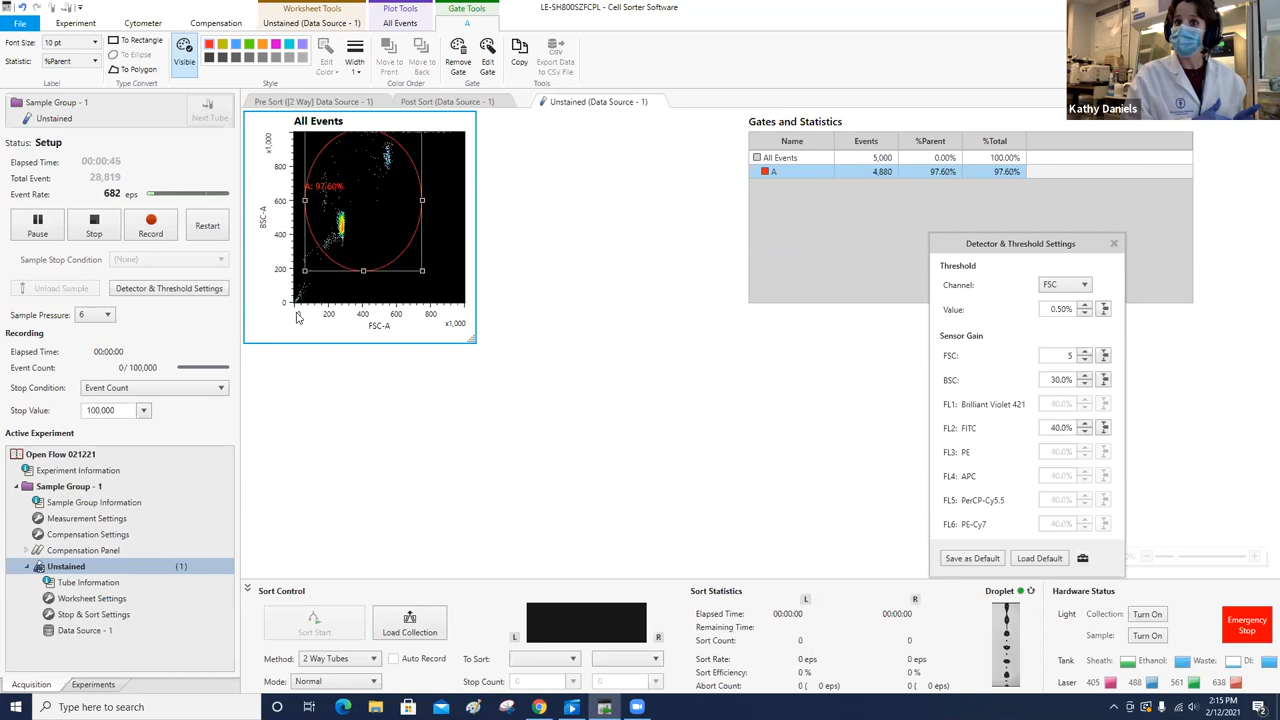 Worksheet Tools
Plot Tools
Gate Tools
LE-SH800SZFCPL - Cell Sorter Software
File
Experiment
Cytometer
Compensation
Unstained (Data Source - 1)
All Events
A
Font Size:
10 pt
Statistic:
%Parent
To Rectangle
To Ellipse
To Polygon
Visible
Edit
Color
Width
1
Move to
Front
Move to
Back
Remove
Gate
Edit
Gate
Copy
Export Data
to CSV File
Label
Type Convert
Style
Color Order
Gate
Tools
Kathy Daniels
Sample Group - 1
Unstained
Next Tube
Status: Setup
Elapsed Time: 00:00:45
Total Event: 28,819
Event Rate: 682 eps
Pause
Stop
Record
Restart
Sample Stop Condition
(None)
Unload Sample
Detector & Threshold Settings
Sample Pressure: 6
Recording
Elapsed Time: 00:00:00
Event Count: 0/ 100,000
Stop Condition: Event Count
Stop Value: 100,000
Active Experiment
Open Flow 021221
Experiment Information
Sample Group - 1
Sample Group Information
Measurement Settings
Compensation Settings
Compensation Panel
Unstained (1)
Tube Information
Worksheet Settings
Stop & Sort Settings
Data Source - 1
Acquisition
Experiments
Pre Sort ([2 Way] Data Source - 1)
Post Sort (Data Source - 1)
Unstained (Data Source - 1)
All Events
x1,000
800
600
400
200
0
BSC-A
A: 97.60%
200 400 600 800
FSC-A
x1,000
Gates and Statistics
Name Events %Parent %Total
All Events 5,000 0.00% 100.00%
A 4,880 97.60% 97.60%
Detector & Threshold Settings
Threshold
Channel: FSC
Value: 0.50%
Sensor Gain
FSC: 5
BSC: 30.0%
FL1: Brilliant Violet 421 40.0%
FL2: FITC 40.0%
FL3: PE 40.0%
FL4: APC 40.0%
FL5: PerCP-Cy5.5 40.0%
FL6: PE-Cy7 40.0%
Save as Default
Load Default
Sort Control
Sort Start
Load Collection
L
R
Method: 2 Way Tubes
Auto Record
To Sort:
Mode: Normal
Stop Count: 0 0
Sort Statistics
L R
Elapsed Time: 00:00:00 00:00:00
Remaining Time:
Sort Count: 0 0
Sort Rate: 0 eps 0 eps
Sort Efficiency: 0 % 0 %
Abort Count: 0 ( 0 eps) 0 ( 0 eps)
Droplet
Hardware Status
Light Collection: Turn On
Sample: Turn On
Emergency
Stop
Tank Sheath: Ethanol: Waste: DI:
Laser 405 488 561 638
Type here to search
2:15 PM
2/12/2021
2